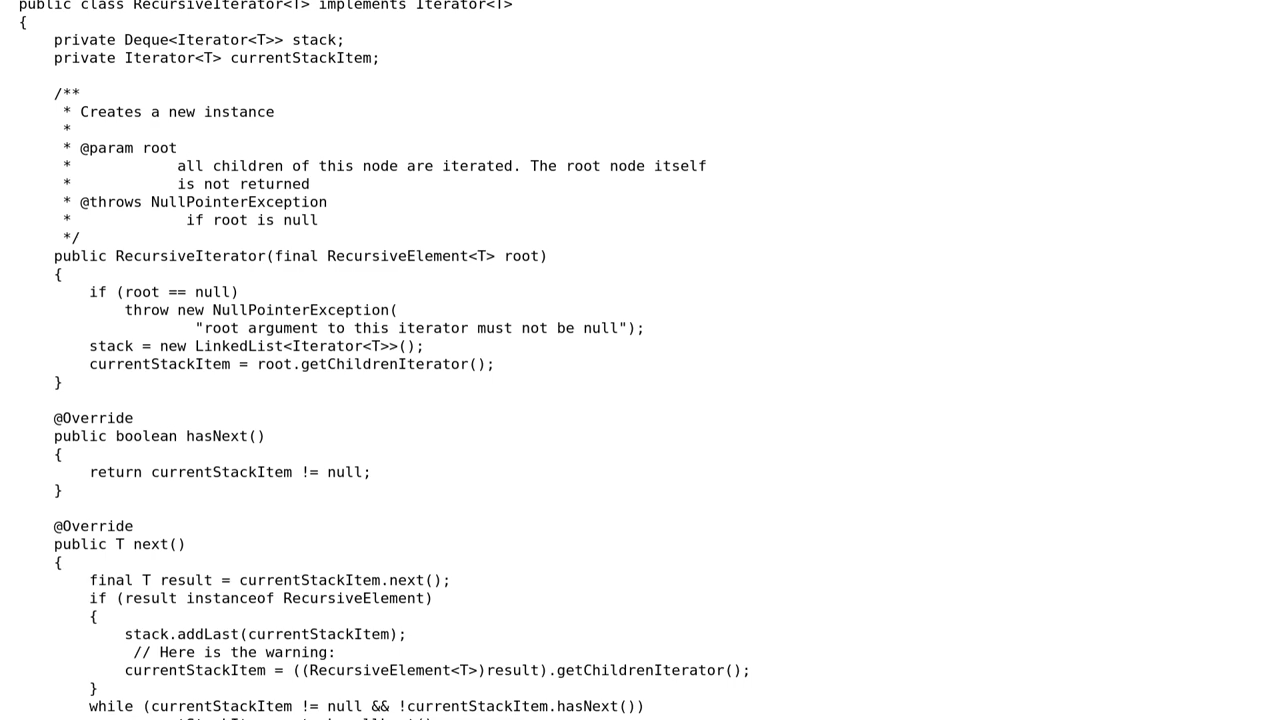 public class RecursiveIterator<T> implements Iterator<T>
{
    private Deque<Iterator<T>> stack;
    private Iterator<T> currentStackItem;

    /**
     * Creates a new instance
     *
     * @param root
     *            all children of this node are iterated. The root node itself
     *            is not returned
     * @throws NullPointerException
     *             if root is null
     */
    public RecursiveIterator(final RecursiveElement<T> root)
    {
        if (root == null)
            throw new NullPointerException(
                    "root argument to this iterator must not be null");
        stack = new LinkedList<Iterator<T>>();
        currentStackItem = root.getChildrenIterator();
    }

    @Override
    public boolean hasNext()
    {
        return currentStackItem != null;
    }

    @Override
    public T next()
    {
        final T result = currentStackItem.next();
        if (result instanceof RecursiveElement)
        {
            stack.addLast(currentStackItem);
             // Here is the warning:
            currentStackItem = ((RecursiveElement<T>)result).getChildrenIterator();
        }
        while (currentStackItem != null && !currentStackItem.hasNext())